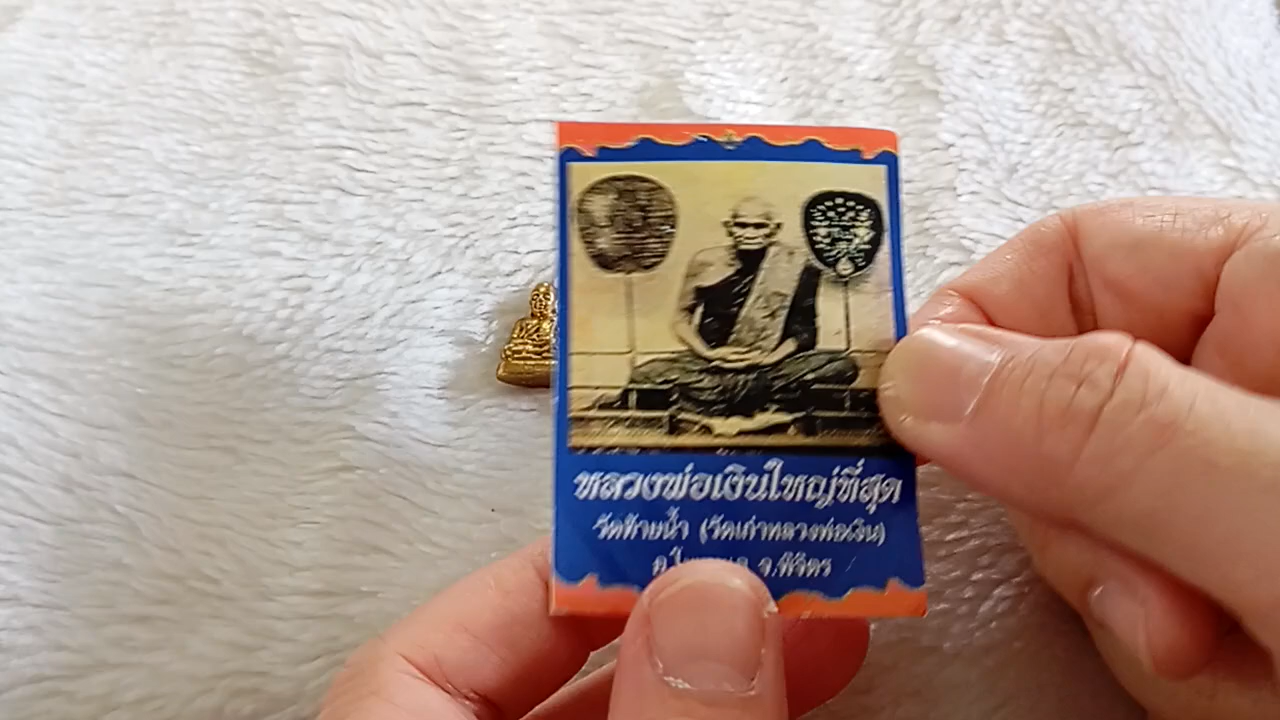 หลวงพ่อเงินใหญ่ที่สุด
วัดท้ายน้ำ (วัดเก่าหลวงพ่อเงิน)
จ.พิจิตร